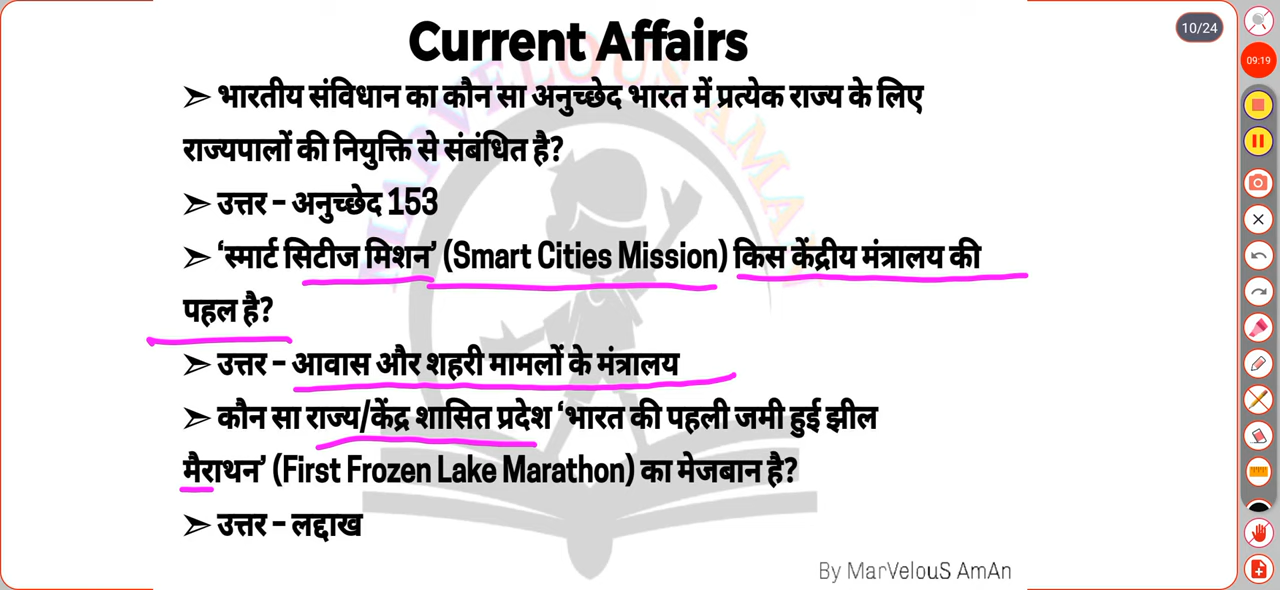 Current Affairs
10/24
09:19
➢ भारतीय संविधान का कौन सा अनुच्छेद भारत में प्रत्येक राज्य के लिए
राज्यपालों की नियुक्ति से संबंधित है?
➢ उत्तर – अनुच्छेद 153
➢ ‘स्मार्ट सिटीज मिशन’ (Smart Cities Mission) किस केंद्रीय मंत्रालय की
पहल है?
➢ उत्तर – आवास और शहरी मामलों के मंत्रालय
➢ कौन सा राज्य/केंद्र शासित प्रदेश ‘भारत की पहली जमी हुई झील
मैराथन’ (First Frozen Lake Marathon) का मेजबान है?
➢ उत्तर – लद्दाख
By MarVelouS AmAn
MARVELOUS AMAN